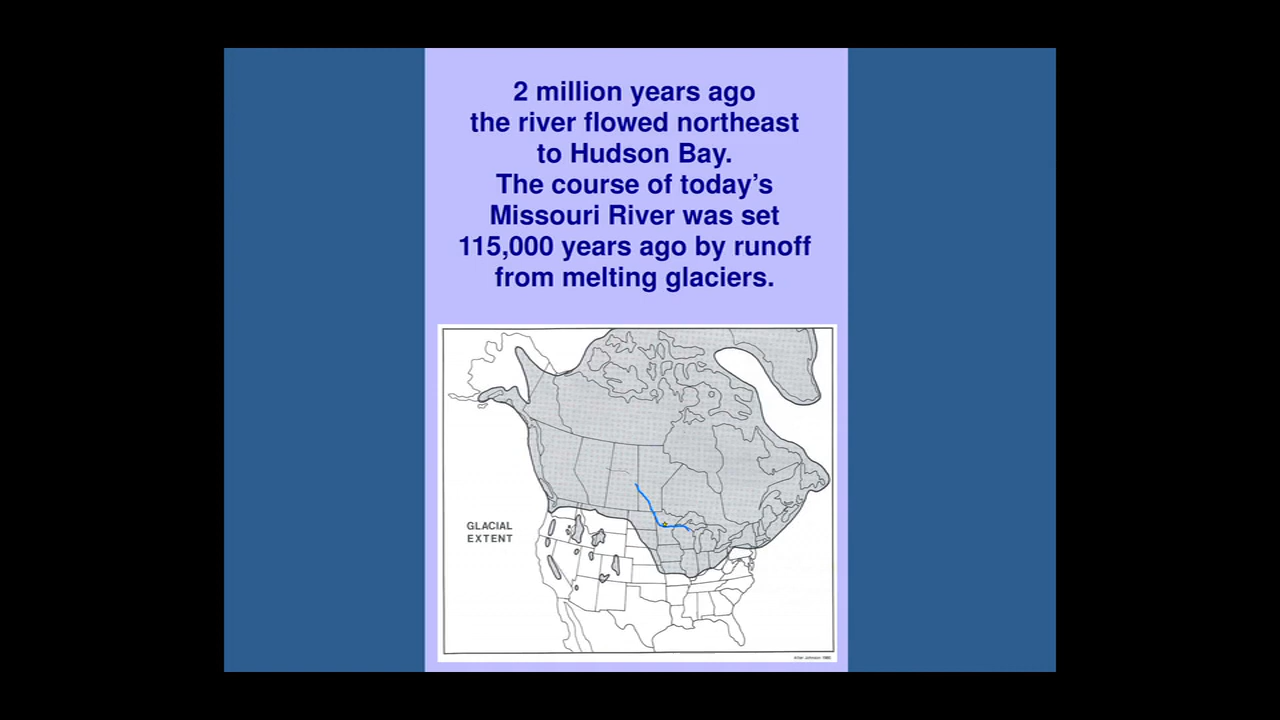 2 million years ago
the river flowed northeast
to Hudson Bay.
The course of today’s
Missouri River was set
115,000 years ago by runoff
from melting glaciers.
GLACIAL
EXTENT